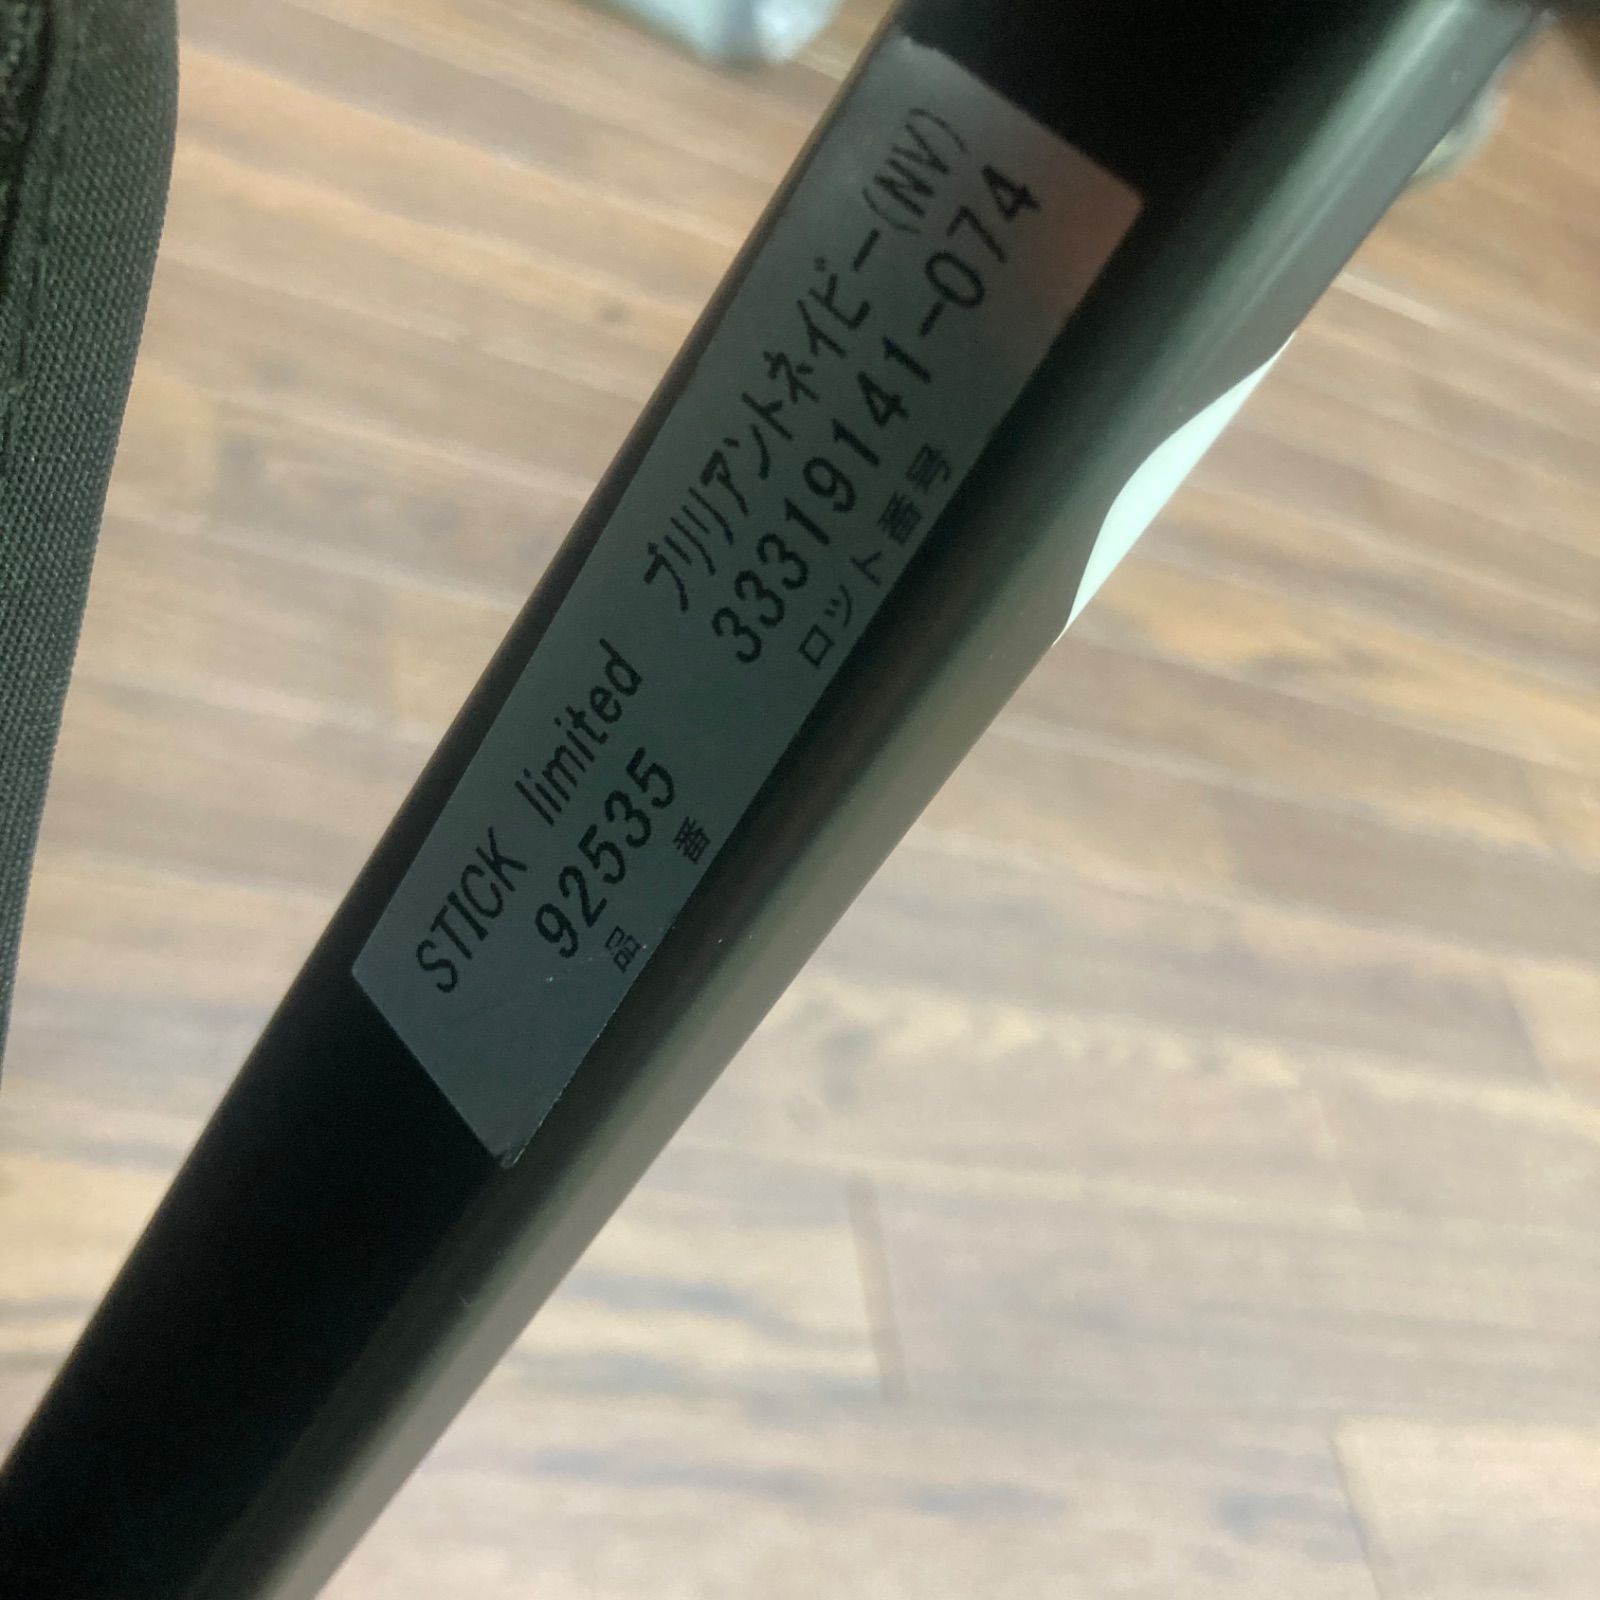 STICK limited ブリリアントネイビー(NV)
92535 33319141-074
品 番 ロット番号